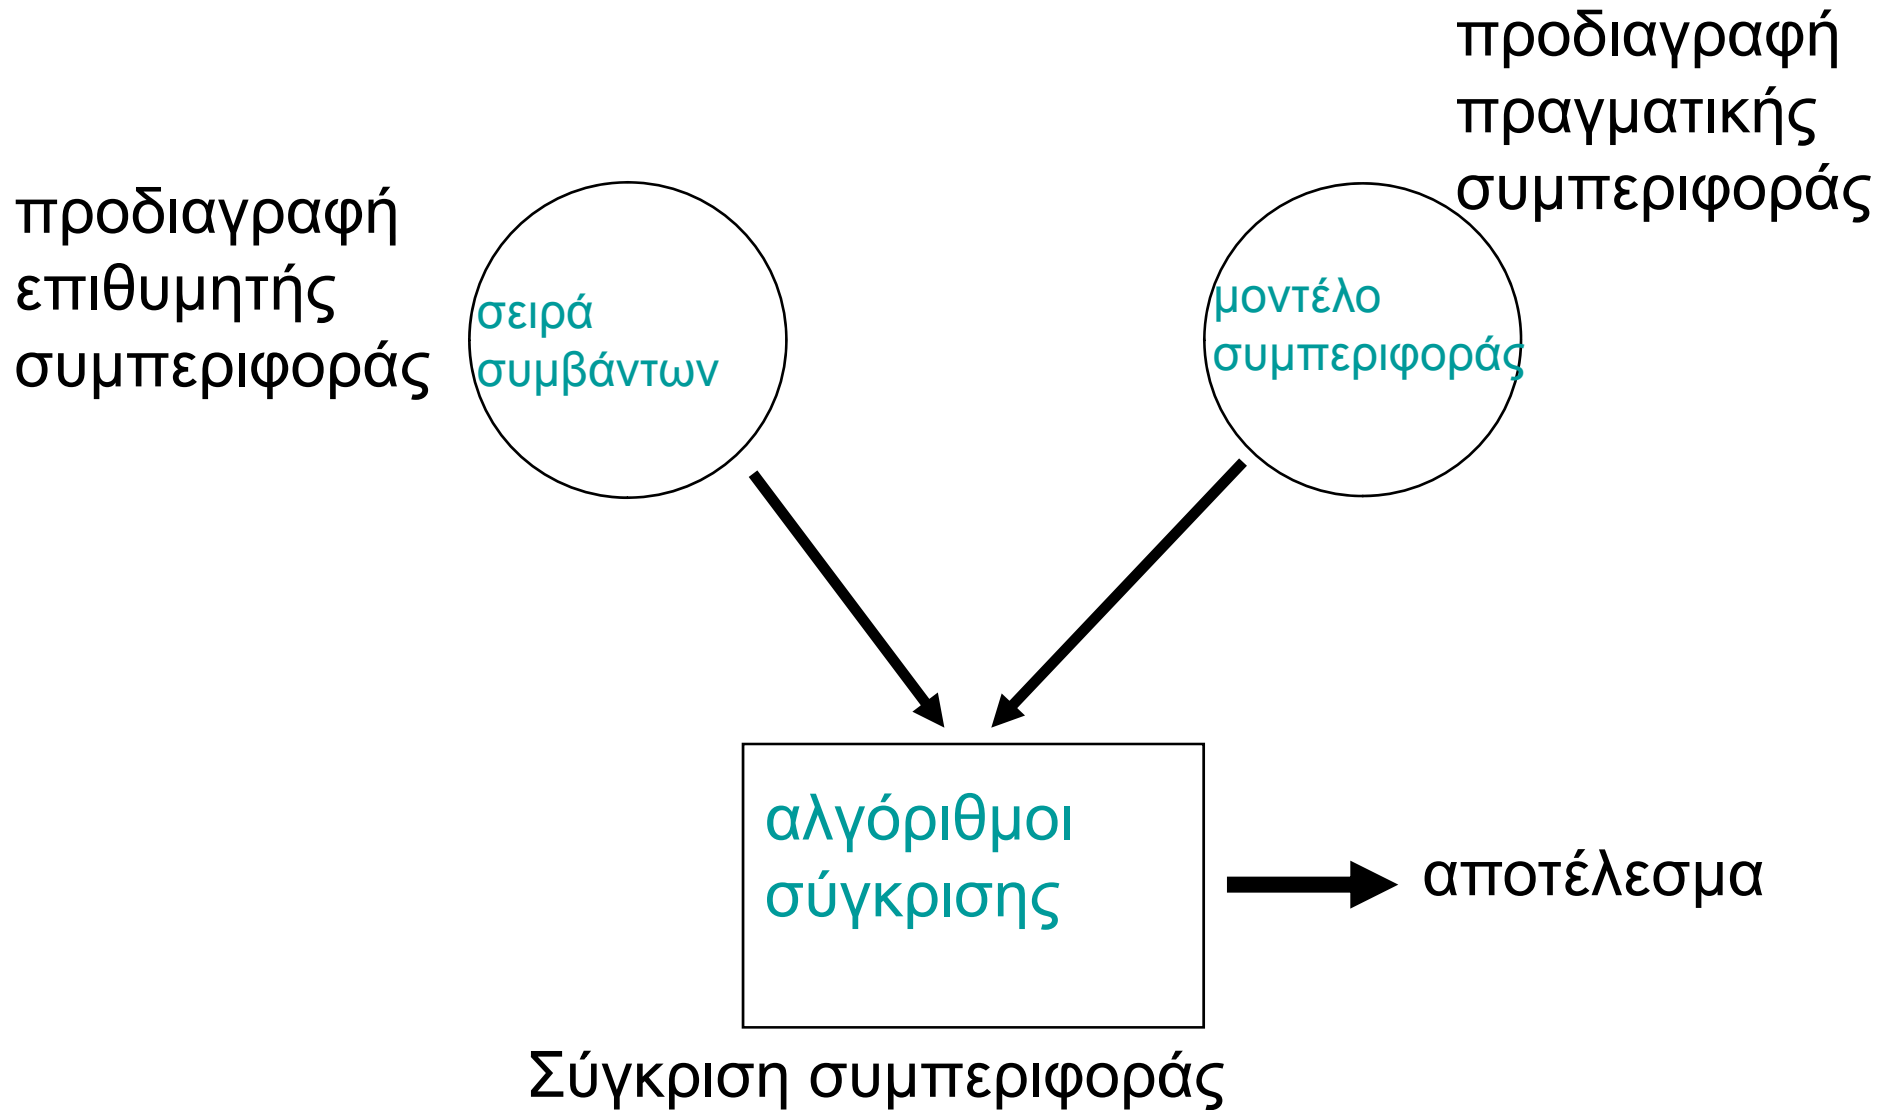 προδιαγραφή
επιθυμητής
συμπεριφοράς
σειρά
συμβάντων
προδιαγραφή
πραγματικής
συμπεριφοράς
μοντέλο
συμπεριφοράς
αλγόριθμοι
σύγκρισης
αποτέλεσμα
Σύγκριση συμπεριφοράς